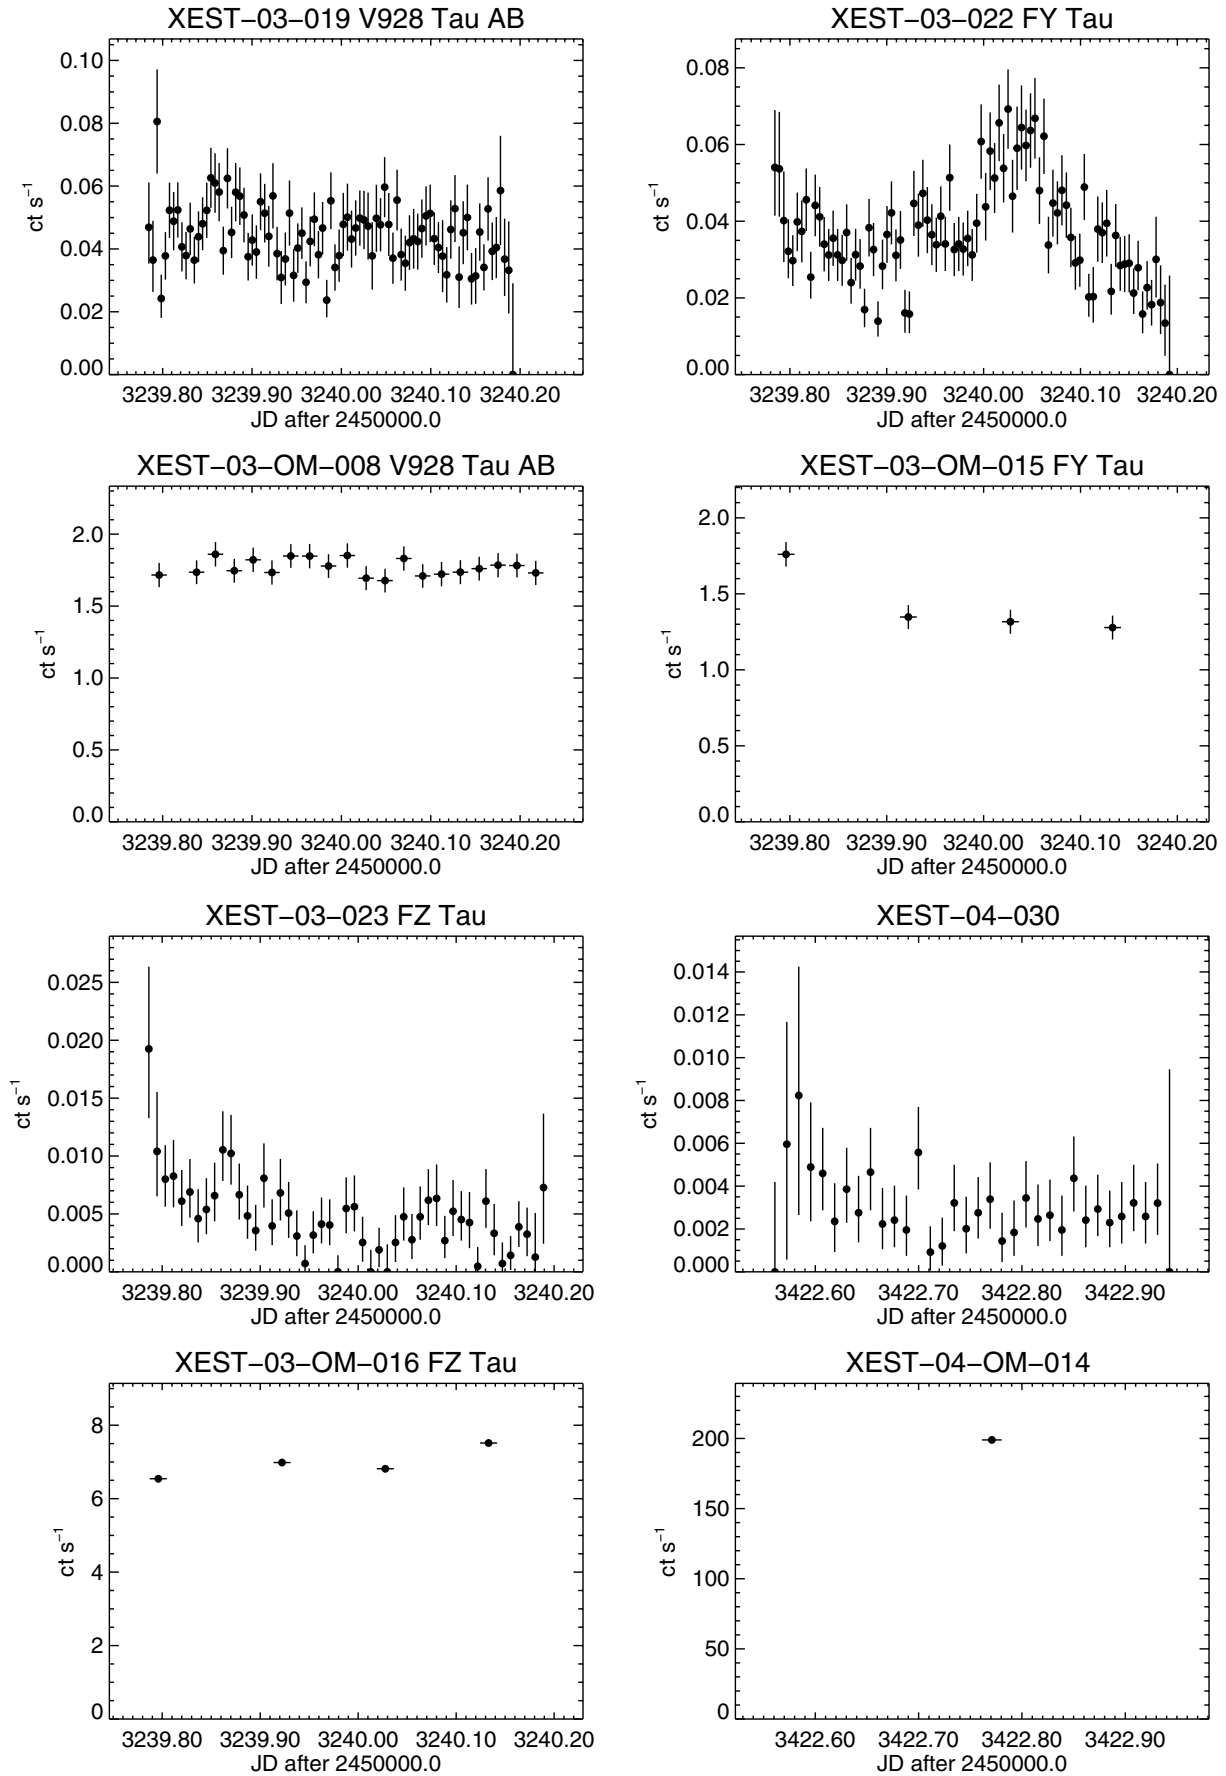 XEST−03−019 V928 Tau AB
0.10
0.08
0.06
0.04
0.02
0.00
ct s−1
3239.80 3239.90 3240.00 3240.10 3240.20
JD after 2450000.0
XEST−03−022 FY Tau
0.08
0.06
0.04
0.02
0.00
ct s−1
3239.80 3239.90 3240.00 3240.10 3240.20
JD after 2450000.0
XEST−03−OM−008 V928 Tau AB
2.0
1.5
1.0
0.5
0.0
ct s−1
3239.80 3239.90 3240.00 3240.10 3240.20
JD after 2450000.0
XEST−03−OM−015 FY Tau
2.0
1.5
1.0
0.5
0.0
ct s−1
3239.80 3239.90 3240.00 3240.10 3240.20
JD after 2450000.0
XEST−03−023 FZ Tau
0.025
0.020
0.015
0.010
0.005
0.000
ct s−1
3239.80 3239.90 3240.00 3240.10 3240.20
JD after 2450000.0
XEST−04−030
0.014
0.012
0.010
0.008
0.006
0.004
0.002
0.000
ct s−1
3422.60 3422.70 3422.80 3422.90
JD after 2450000.0
XEST−03−OM−016 FZ Tau
8
6
4
2
0
ct s−1
3239.80 3239.90 3240.00 3240.10 3240.20
JD after 2450000.0
XEST−04−OM−014
200
150
100
50
0
ct s−1
3422.60 3422.70 3422.80 3422.90
JD after 2450000.0